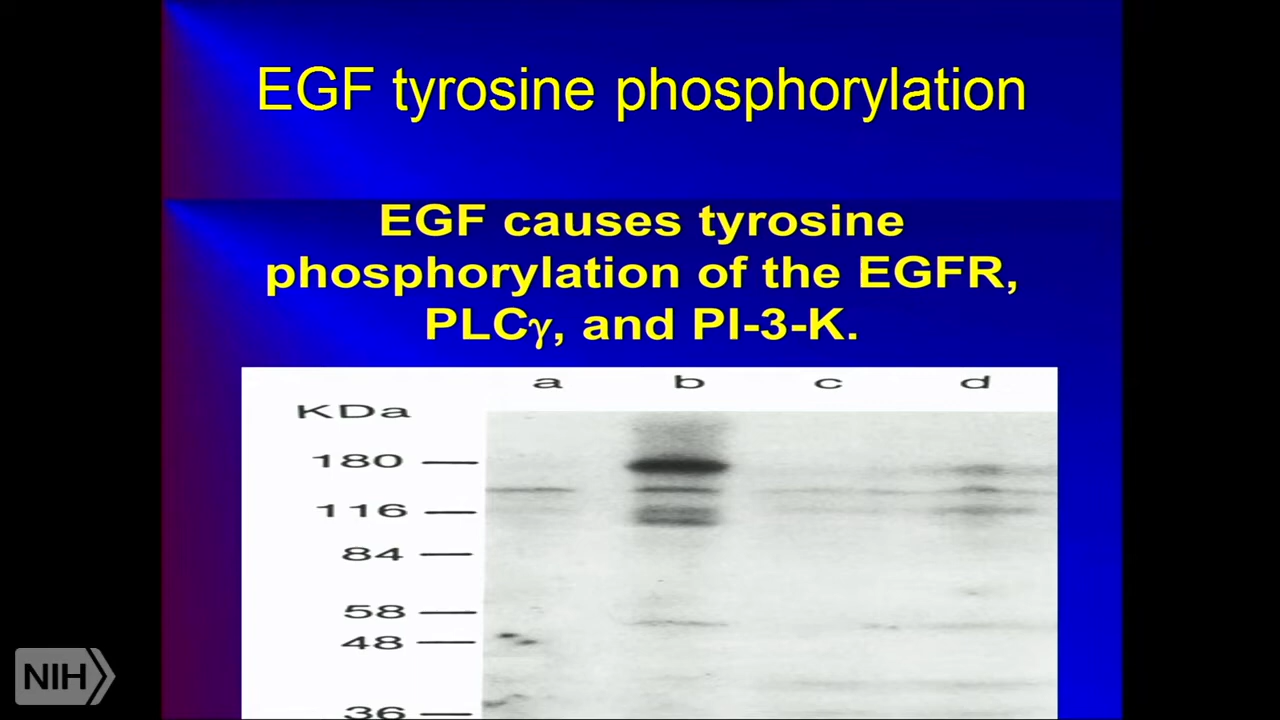 EGF tyrosine phosphorylation
EGF causes tyrosine
phosphorylation of the EGFR,
PLCγ, and PI-3-K.
a b c d
KDa
180
116
84
58
48
36
NIH